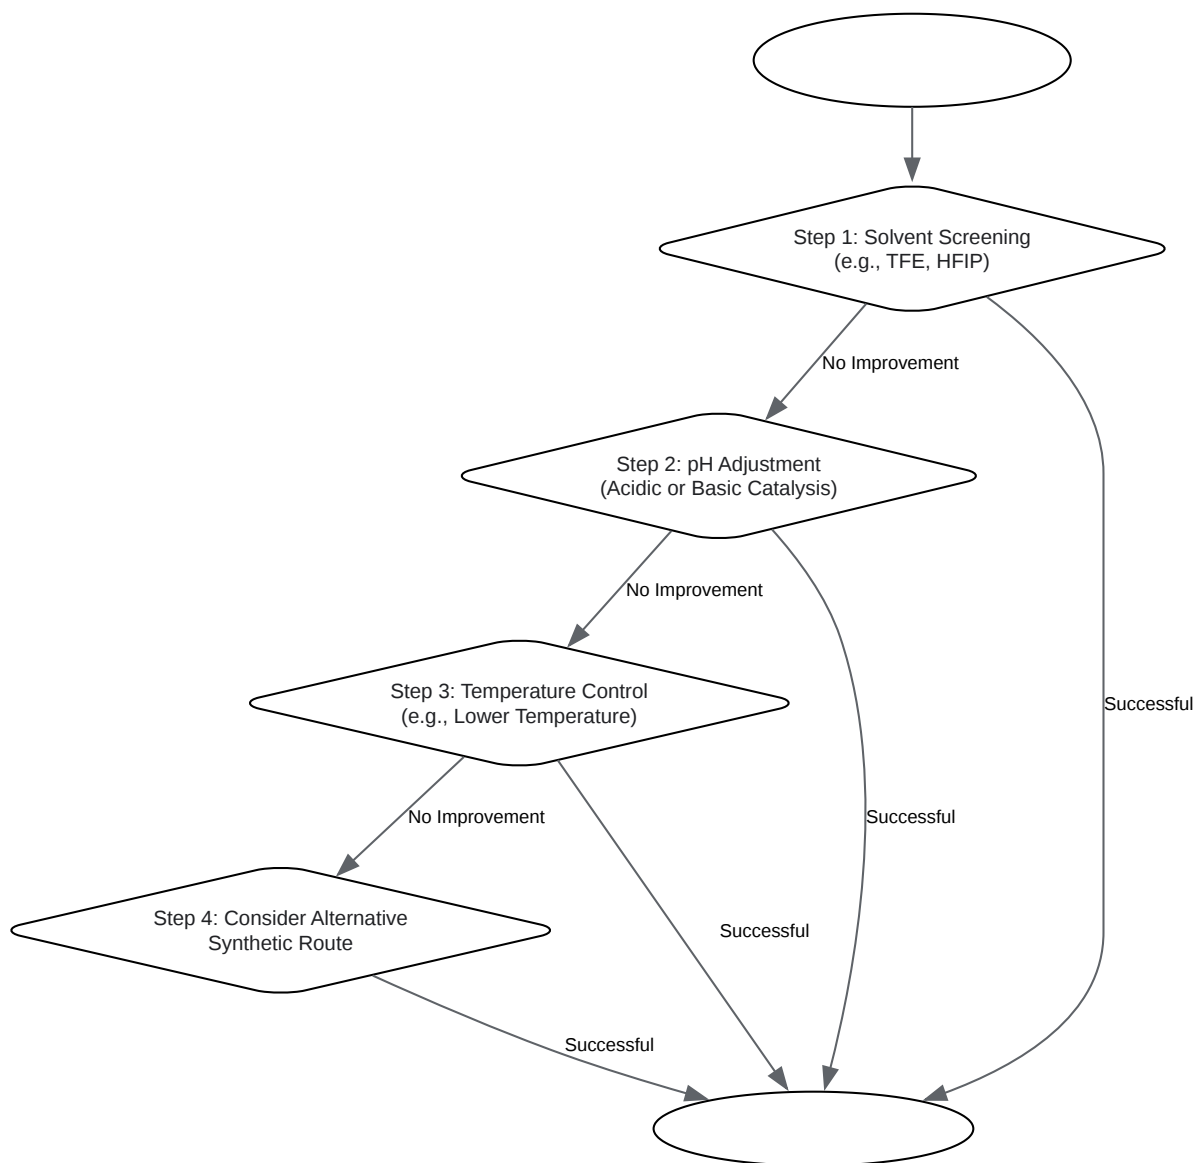 Step 1: Solvent Screening
(e.g., TFE, HFIP)
No Improvement
Step 2: pH Adjustment
(Acidic or Basic Catalysis)
No Improvement
Step 3: Temperature Control
(e.g., Lower Temperature)
Successful
No Improvement
Successful
Step 4: Consider Alternative
Synthetic Route
Successful
Successful